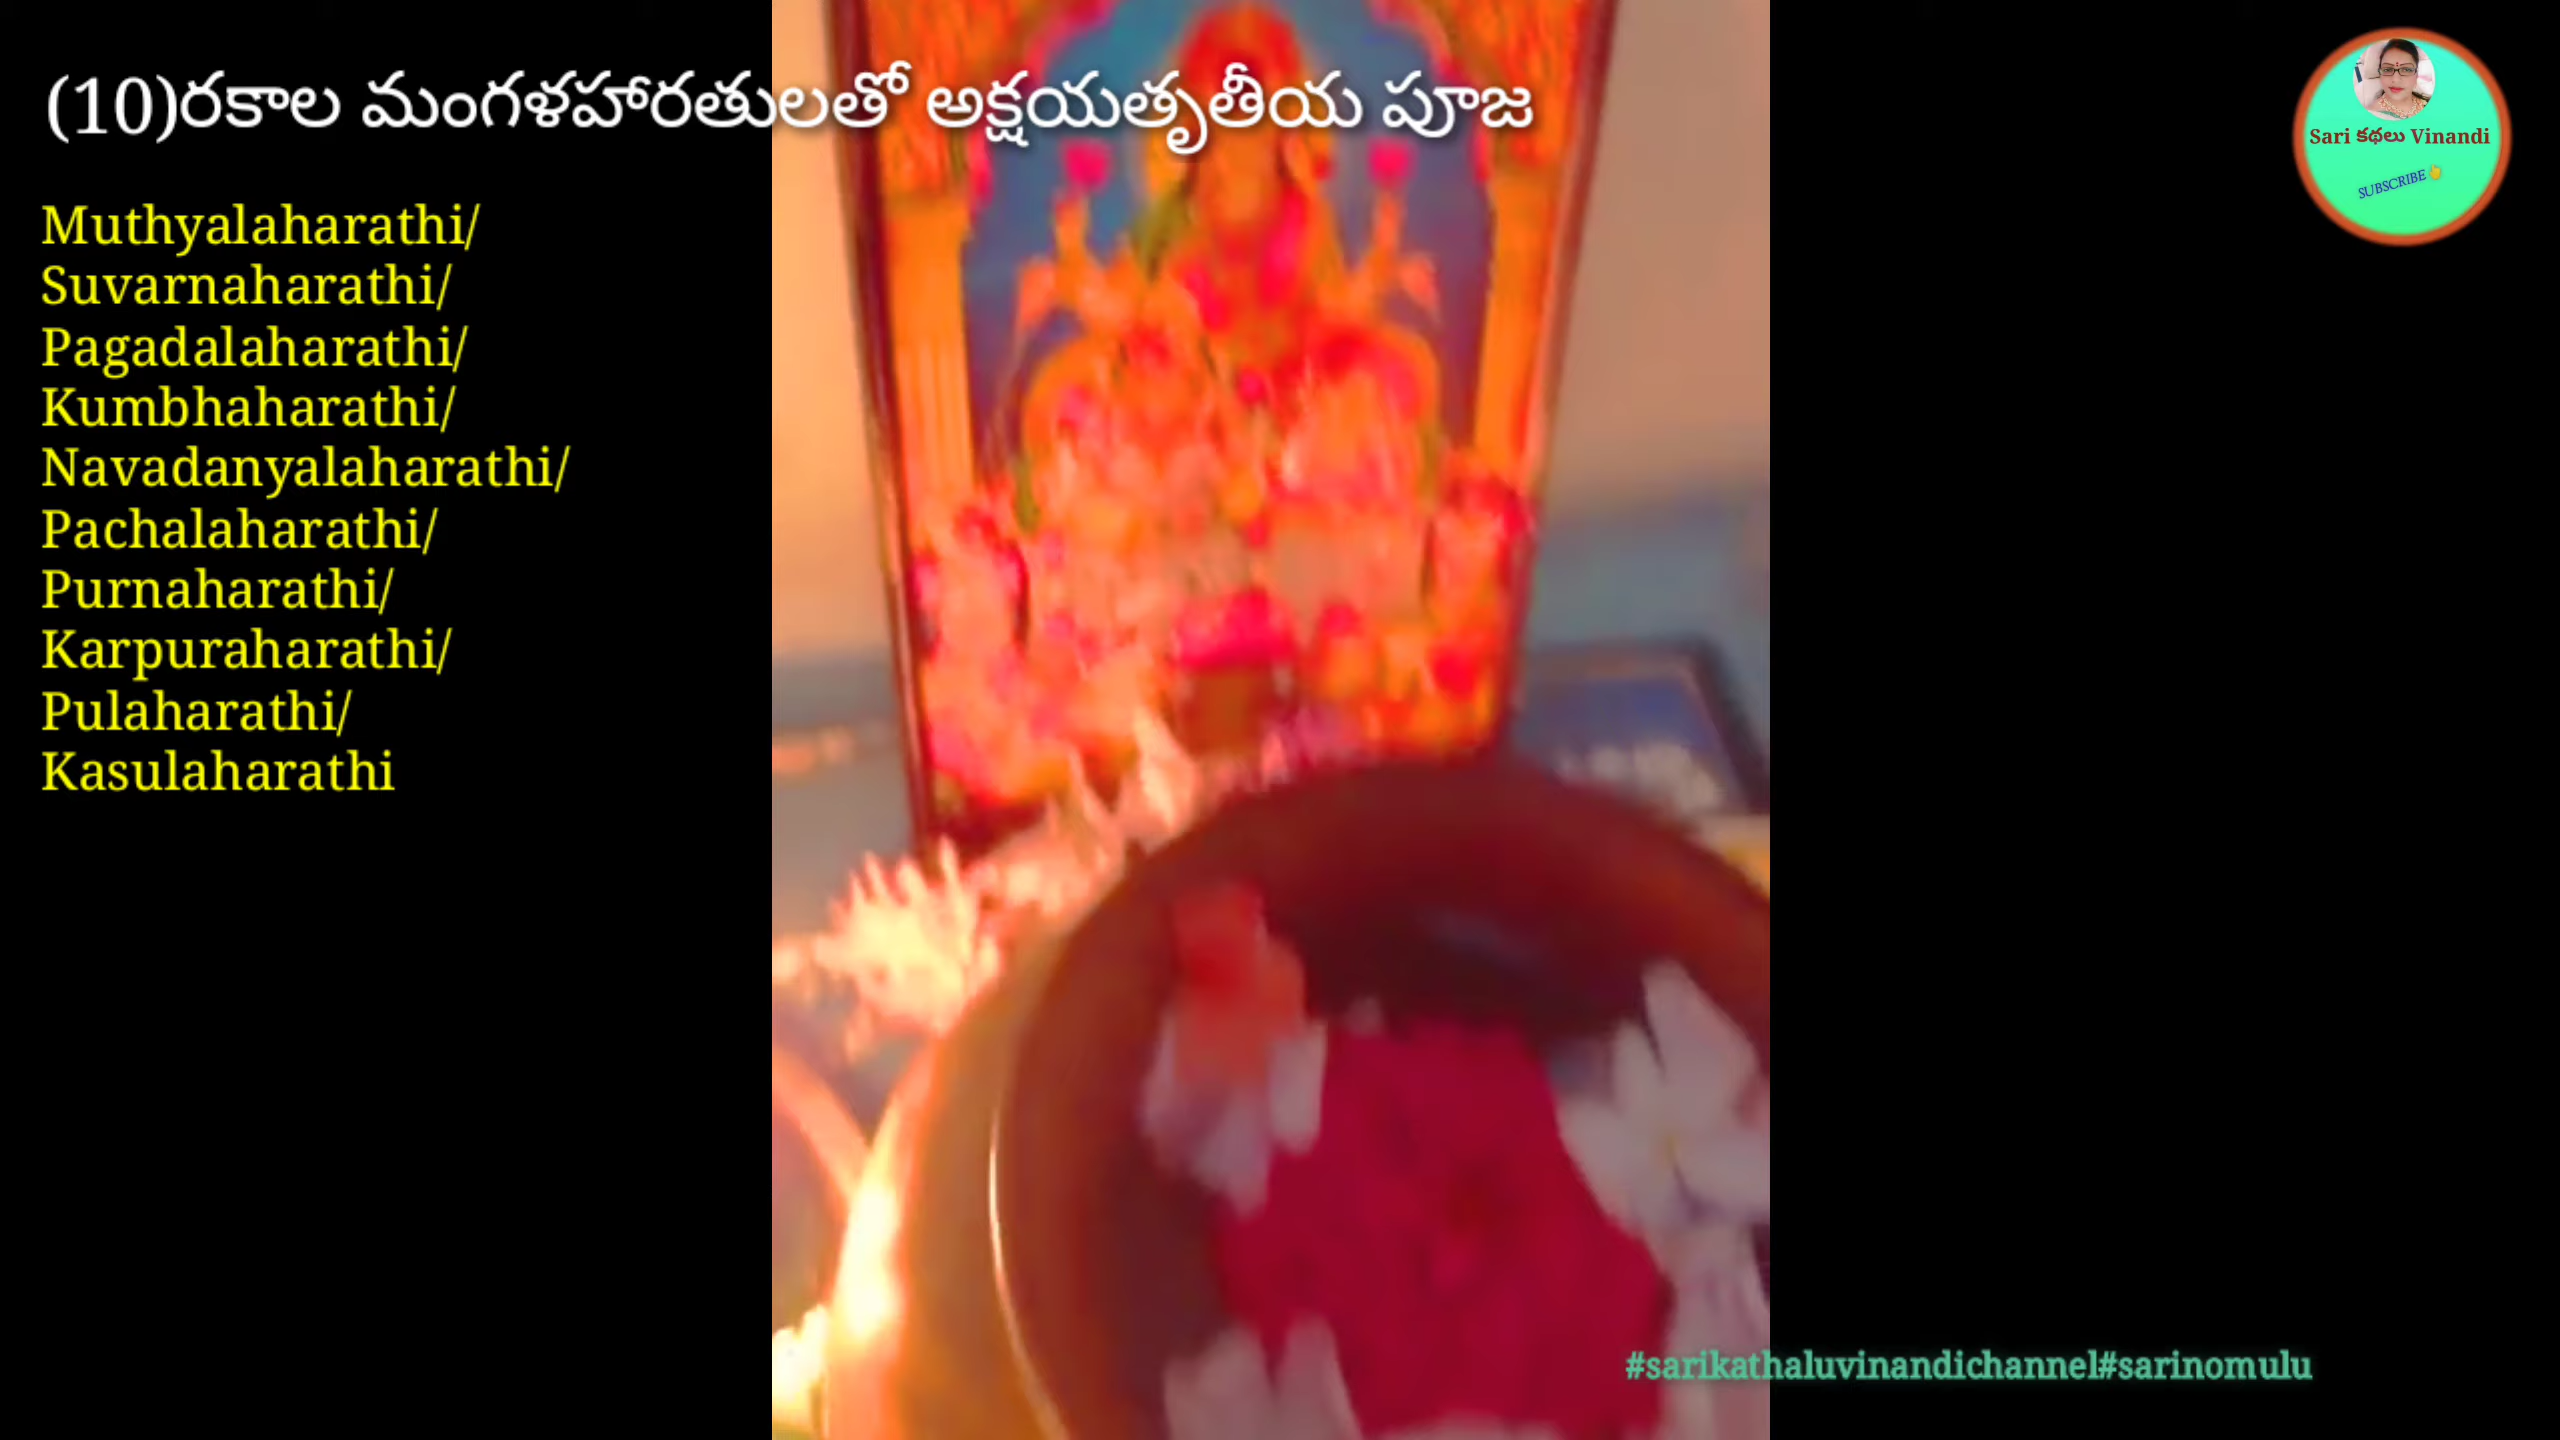 (10)రకాల మంగళహారతులతో అక్షయతృతీయ పూజ
Sari కథలు Vinandi
SUBSCRIBE
Muthyalaharathi/
Suvarnaharathi/
Pagadalaharathi/
Kumbhaharathi/
Navadanyalaharathi/
Pachalaharathi/
Purnaharathi/
Karpuraharathi/
Pulaharathi/
Kasulaharathi
#sarikathaluvinandichannel#sarinomulu